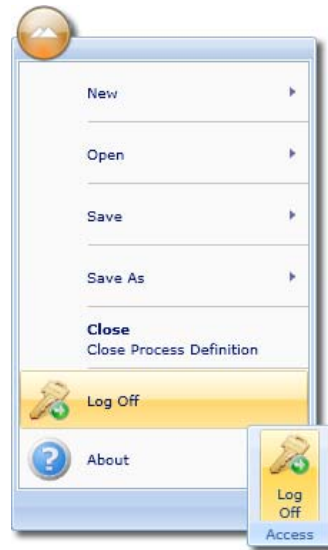 New
Open
Save
Save As
Close
Close Process Definition
Log Off
About
Log
Off
Access